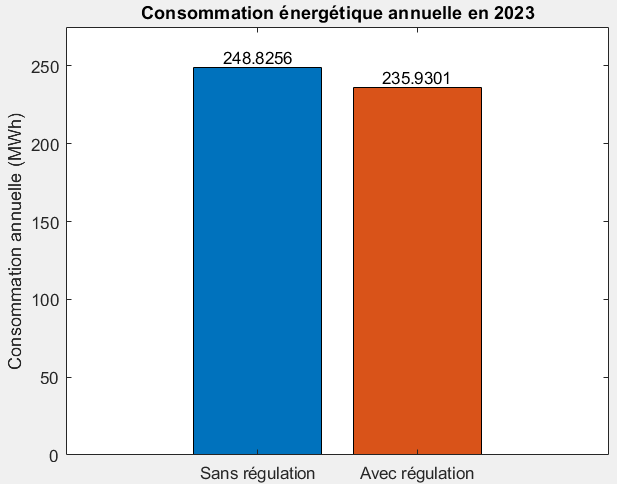 Consommation énergétique annuelle en 2023
Consommation annuelle (MWh)
250
200
150
100
50
0
248.8256
235.9301
Sans régulation
Avec régulation